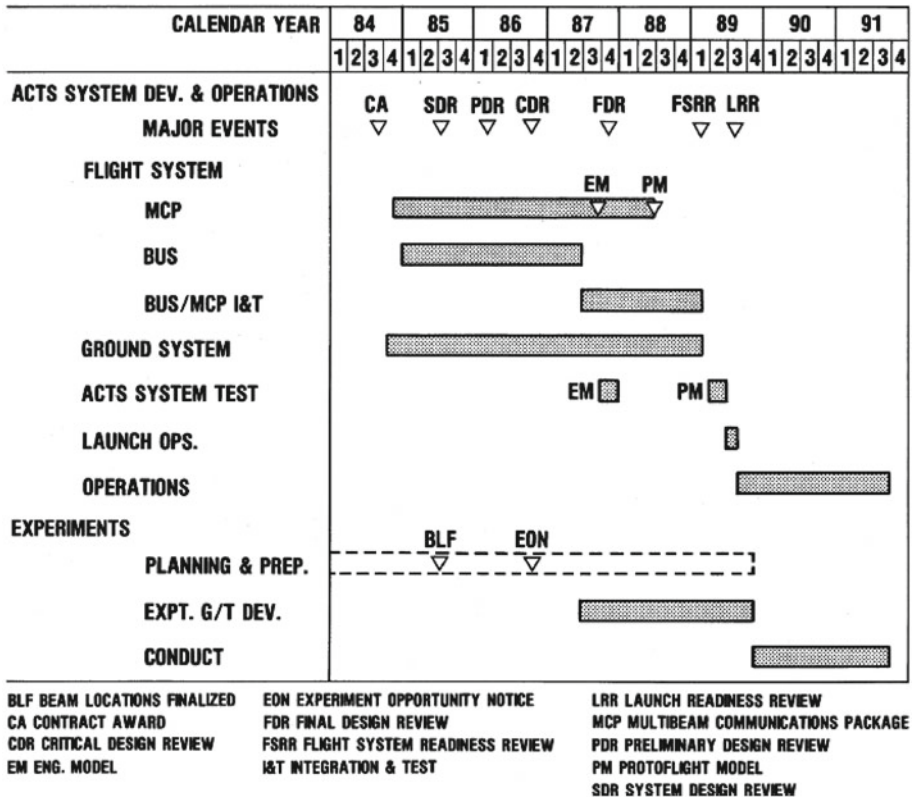 CALENDAR YEAR 84 85 86 87 88 89 90 91
1 2 3 4 1 2 3 4 1 2 3 4 1 2 3 4 1 2 3 4 1 2 3 4 1 2 3 4 1 2 3 4
ACTS SYSTEM DEV. & OPERATIONS
CA SDR PDR CDR FDR FSRR LRR
MAJOR EVENTS
FLIGHT SYSTEM
EM PM
MCP
BUS
BUS/MCP I&T
GROUND SYSTEM
ACTS SYSTEM TEST EM PM
LAUNCH OPS.
OPERATIONS
EXPERIMENTS
BLF EON
PLANNING & PREP.
EXPT. G/T DEV.
CONDUCT
BLF BEAM LOCATIONS FINALIZED EON EXPERIMENT OPPORTUNITY NOTICE LRR LAUNCH READINESS REVIEW
CA CONTRACT AWARD FDR FINAL DESIGN REVIEW MCP MULTIBEAM COMMUNICATIONS PACKAGE
CDR CRITICAL DESIGN REVIEW FSRR FLIGHT SYSTEM READINESS REVIEW PDR PRELIMINARY DESIGN REVIEW
EM ENG. MODEL I&T INTEGRATION & TEST PM PROTOFLIGHT MODEL
SDR SYSTEM DESIGN REVIEW